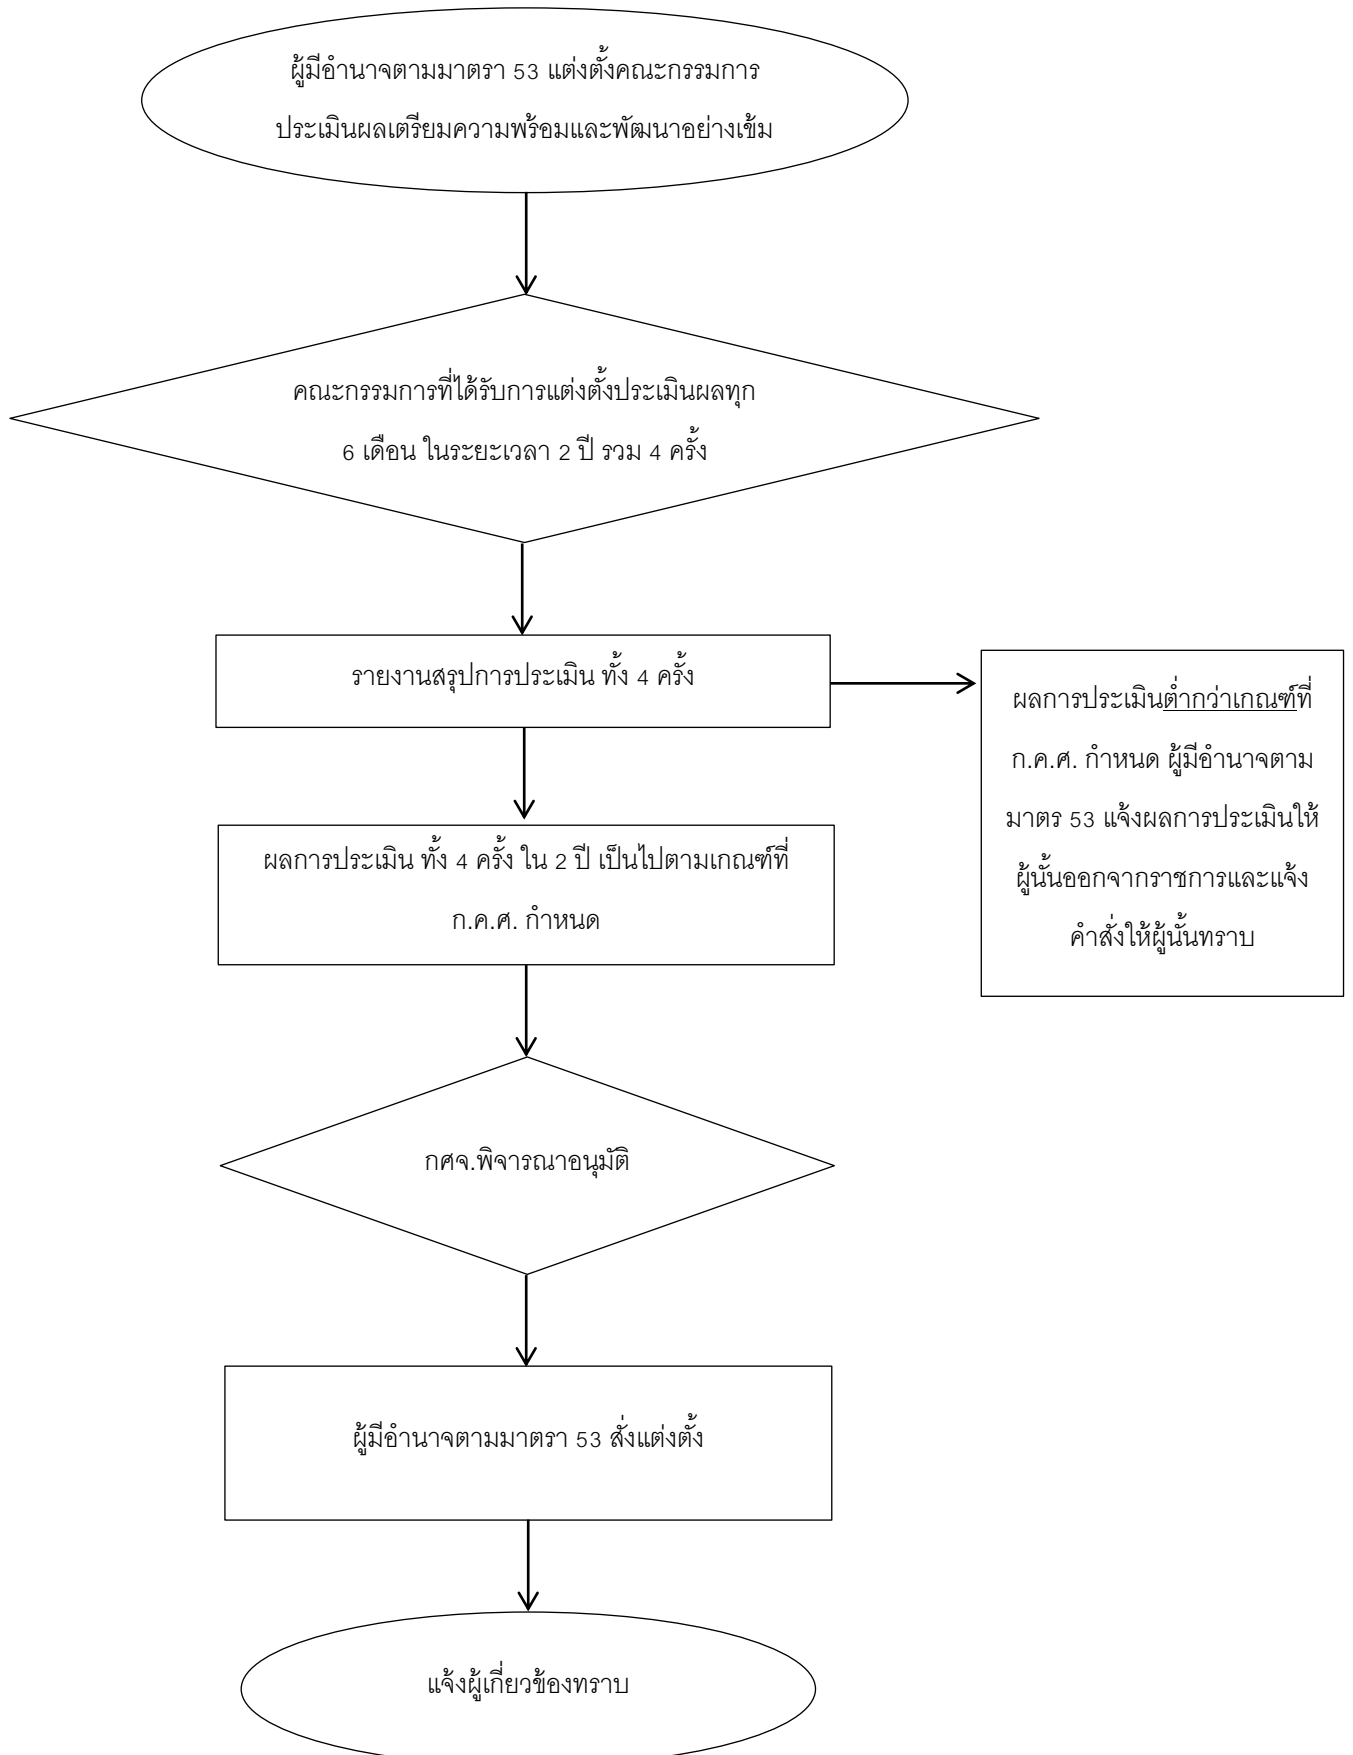 ผู้มีอำนาจตามมาตรา 53 แต่งตั้งคณะกรรมการ
ประเมินผลเตรียมความพร้อมและพัฒนาอย่างเข้ม
คณะกรรมการที่ได้รับการแต่งตั้งประเมินผลทุก
6 เดือน ในระยะเวลา 2 ปี รวม 4 ครั้ง
รายงานสรุปการประเมิน ทั้ง 4 ครั้ง
ผลการประเมินต่ำกว่าเกณฑ์ที่
ก.ค.ศ. กำหนด ผู้มีอำนาจตาม
มาตร 53 แจ้งผลการประเมินให้
ผู้นั้นออกจากราชการและแจ้ง
คำสั่งให้ผู้นั้นทราบ
ผลการประเมิน ทั้ง 4 ครั้ง ใน 2 ปี เป็นไปตามเกณฑ์ที่
ก.ค.ศ. กำหนด
กศจ.พิจารณาอนุมัติ
ผู้มีอำนาจตามมาตรา 53 สั่งแต่งตั้ง
แจ้งผู้เกี่ยวข้องทราบ